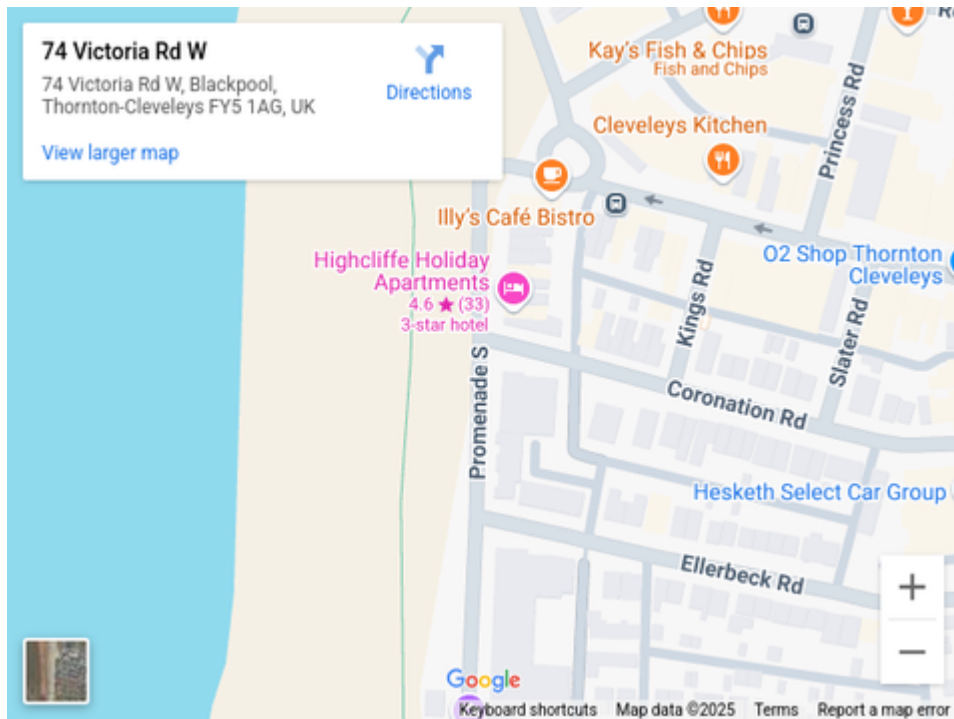 74 Victoria Rd W
74 Victoria Rd W, Blackpool,
Thornton-Cleveleys FY5 1AG, UK
Directions
View larger map
Kay's Fish & Chips
Fish and Chips
Cleveleys Kitchen
Princess Rd
Illy's Café Bistro
O2 Shop Thornton
Cleveleys
Highcliffe Holiday
Apartments
4.6 ★ (33)
3-star hotel
Kings Rd
Slater Rd
Promenade S
Coronation Rd
Hesketh Select Car Group
Ellerbeck Rd
+
−
Google
Keyboard shortcuts
Map data ©2025
Terms
Report a map error